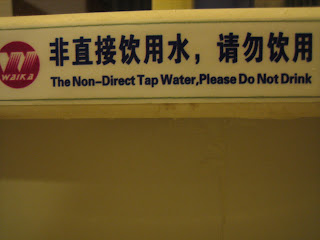 非直接饮用水，请勿饮用
The Non-Direct Tap Water,Please Do Not Drink
WAIKA